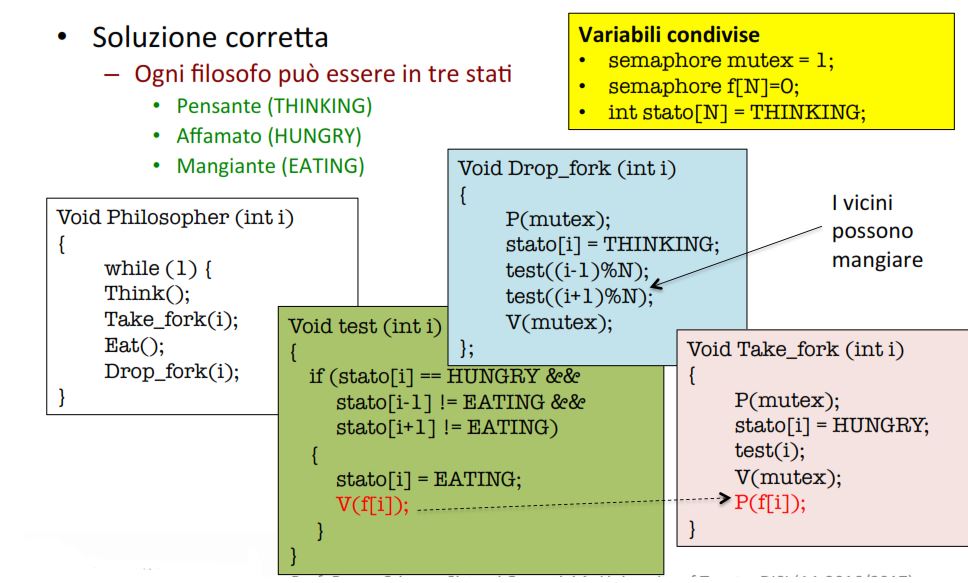 • Soluzione corretta
– Ogni filosofo può essere in tre stati
• Pensante (THINKING)
• Affamato (HUNGRY)
• Mangiante (EATING)
Variabili condivise
• semaphore mutex = 1;
• semaphore f[N]=0;
• int stato[N] = THINKING;
Void Philosopher (int i)
{
while (1) {
Think();
Take_fork(i);
Eat();
Drop_fork(i);
}
Void test (int i)
{
if (stato[i] == HUNGRY &&
stato[i-1] != EATING &&
stato[i+1] != EATING)
{
stato[i] = EATING;
V(f[i]);
}
}
Void Drop_fork (int i)
{
P(mutex);
stato[i] = THINKING;
test((i-1)%N);
test((i+1)%N);
V(mutex);
};
I vicini
possono
mangiare
Void Take_fork (int i)
{
P(mutex);
stato[i] = HUNGRY;
test(i);
V(mutex);
P(f[i]);
}